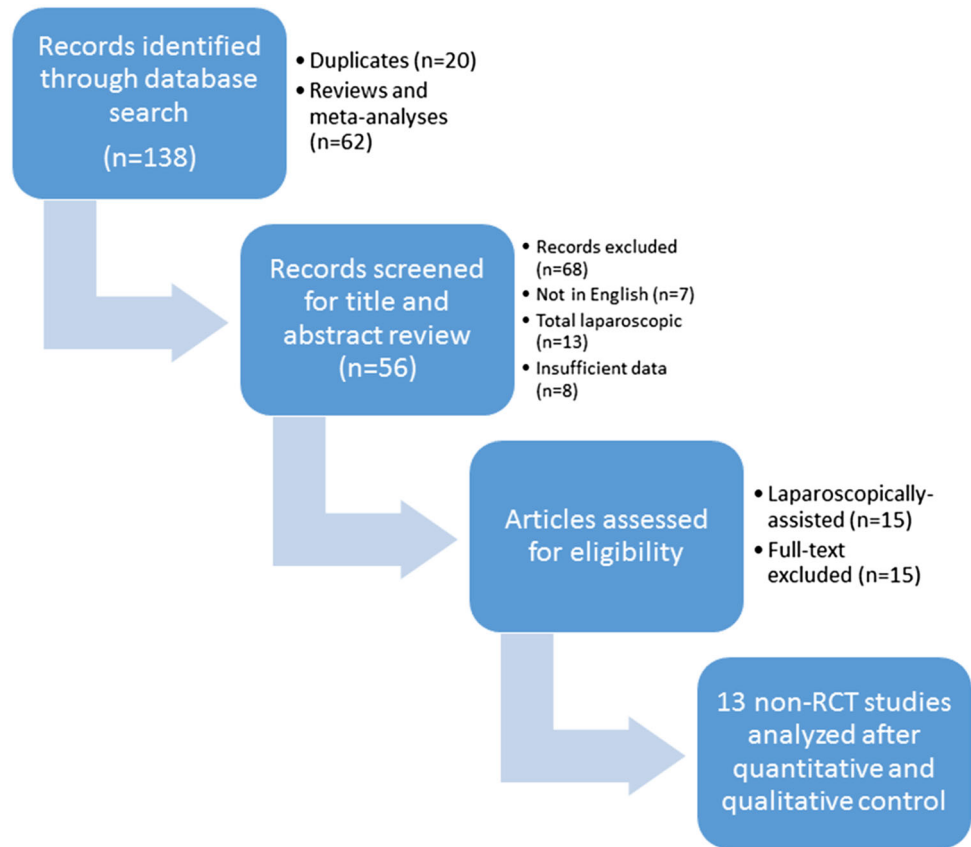 Records identified
through database
search
(n=138)
• Duplicates (n=20)
• Reviews and
meta-analyses
(n=62)
Records screened
for title and
abstract review
(n=56)
• Records excluded
(n=68)
• Not in English (n=7)
• Total laparoscopic
(n=13)
• Insufficient data
(n=8)
Articles assessed
for eligibility
• Laparoscopically-
assisted (n=15)
• Full-text
excluded (n=15)
13 non-RCT studies
analyzed after
quantitative and
qualitative control